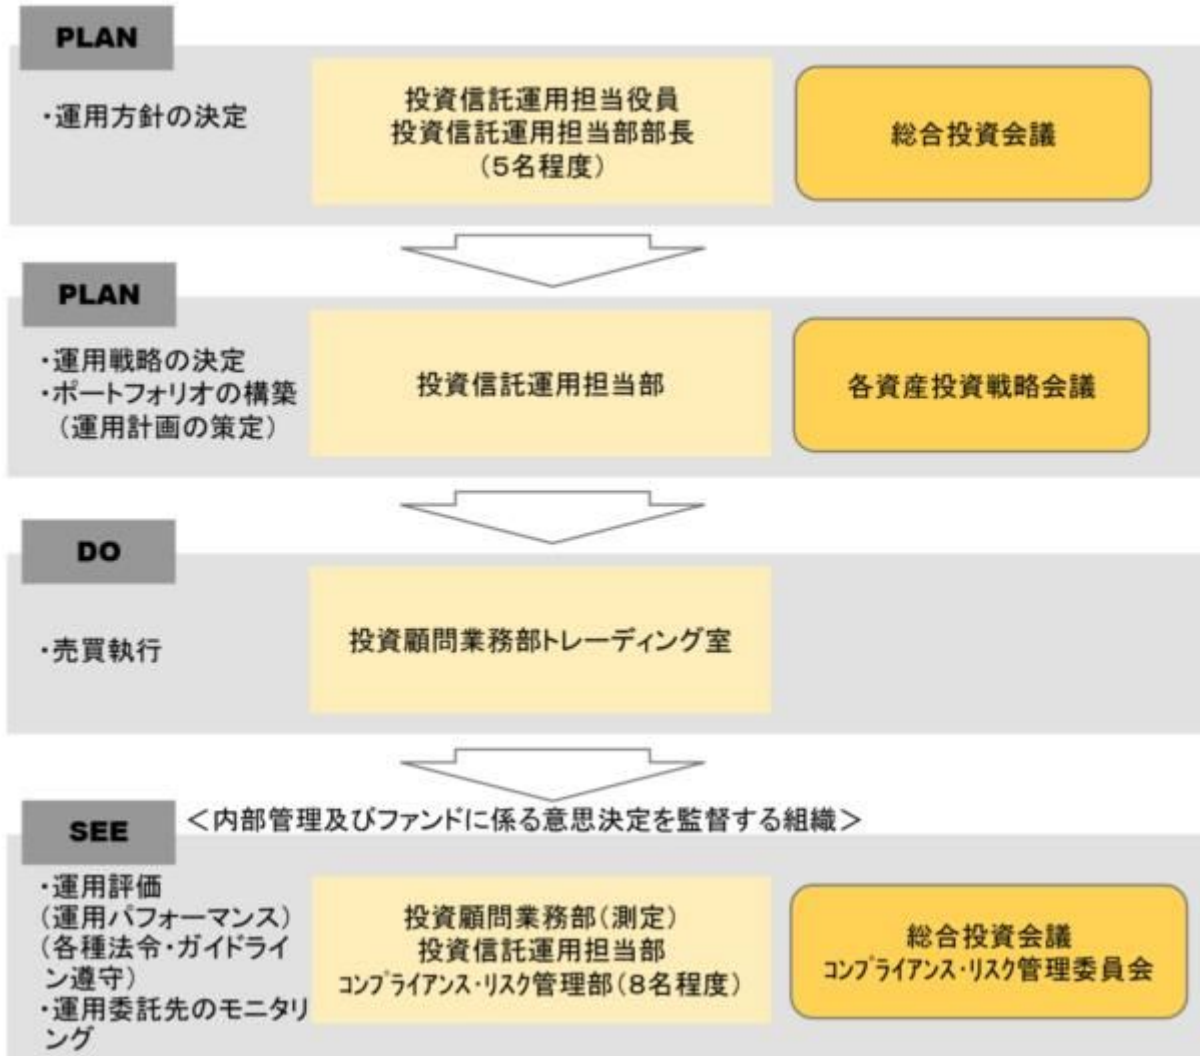 PLAN
・運用方針の決定
投資信託運用担当役員
投資信託運用担当部部長
(5名程度)
総合投資会議
PLAN
・運用戦略の決定
・ポートフォリオの構築
(運用計画の策定)
投資信託運用担当部
各資産投資戦略会議
DO
・売買執行
投資顧問業務部トレーディング室
SEE
＜内部管理及びファンドに係る意思決定を監督する組織＞
・運用評価
(運用パフォーマンス)
(各種法令・ガイドライ
ン遵守)
・運用委託先のモニタリ
ング
投資顧問業務部(測定)
投資信託運用担当部
ｺﾝﾌﾟﾗｲｱﾝｽ・ﾘｽｸ管理部(8名程度)
総合投資会議
ｺﾝﾌﾟﾗｲｱﾝｽ・ﾘｽｸ管理委員会